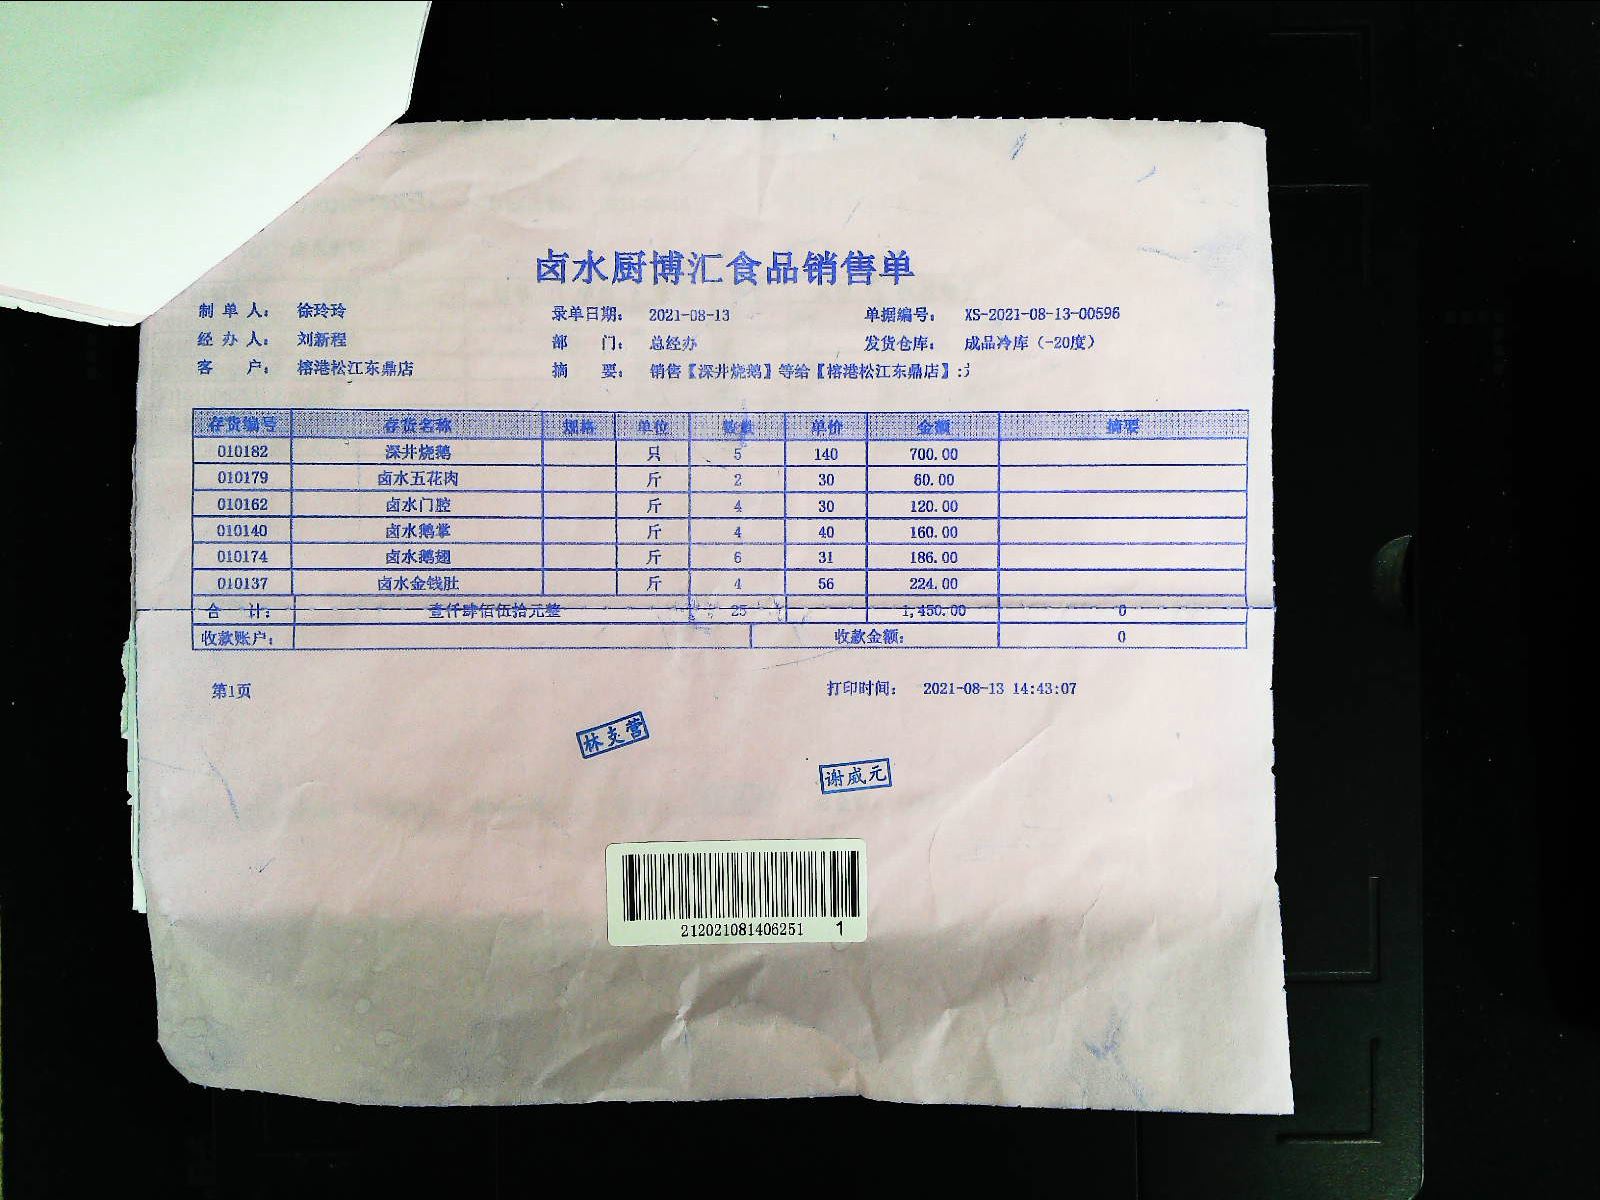 卤水厨博汇食品销售单
制单人： 徐玲玲 录单日期： 2021-08-13 单据编号： XS-2021-08-13-00596
经办人： 刘新程 部门： 总经办 发货仓库： 成品冷库（-20度）
客户： 榕港松江东鼎店 摘要： 销售【深井烧鹅】等给【榕港松江东鼎店】:
存货编号 存货名称 规格 单位 数量 单价 金额 摘要
010182 深井烧鹅 只 5 140 700.00
010179 卤水五花肉 斤 2 30 60.00
010162 卤水门腔 斤 4 30 120.00
010140 卤水鹅掌 斤 4 40 160.00
010174 卤水鹅翅 斤 6 31 186.00
010137 卤水金钱肚 斤 4 56 224.00
合计： 壹仟肆佰伍拾元整 25 1,450.00 0
收款账户： 收款金额： 0
第1页 打印时间： 2021-08-13 14:43:07
林支营
谢威元
212021081406251 1